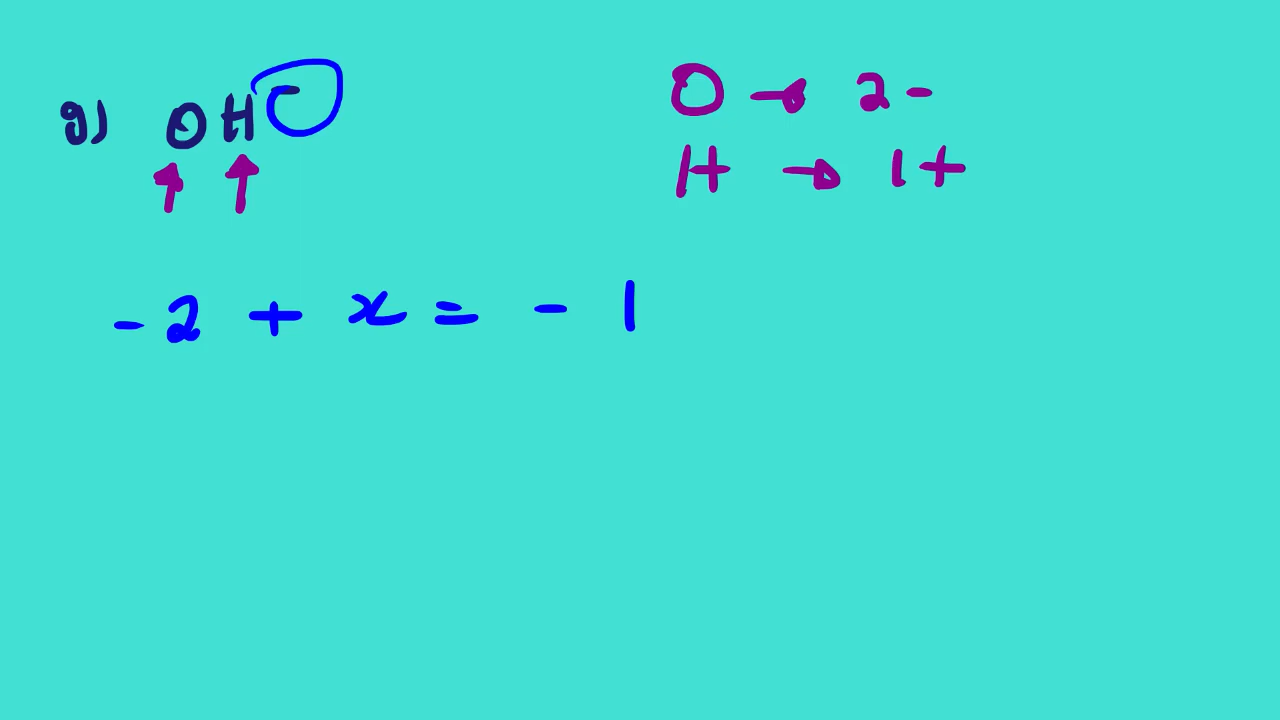 g) OH⁻
O → 2-
H → 1+
-2 + x = - 1